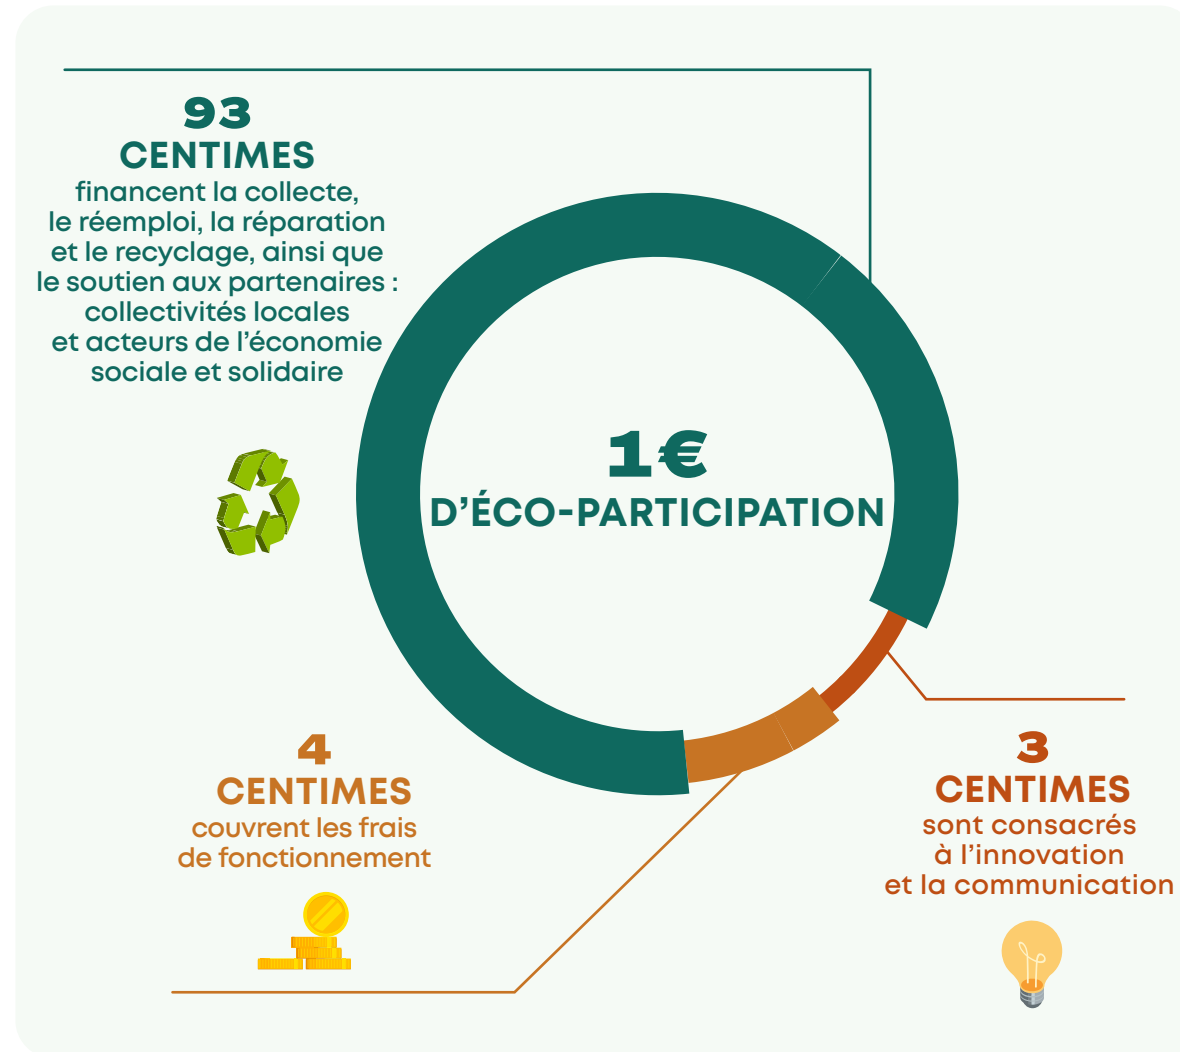 93
CENTIMES
financent la collecte,
le réemploi, la réparation
et le recyclage, ainsi que
le soutien aux partenaires :
collectivités locales
et acteurs de l’économie
sociale et solidaire
1€
D’ÉCO-PARTICIPATION
4
CENTIMES
couvrent les frais
de fonctionnement
3
CENTIMES
sont consacrés
à l’innovation
et la communication